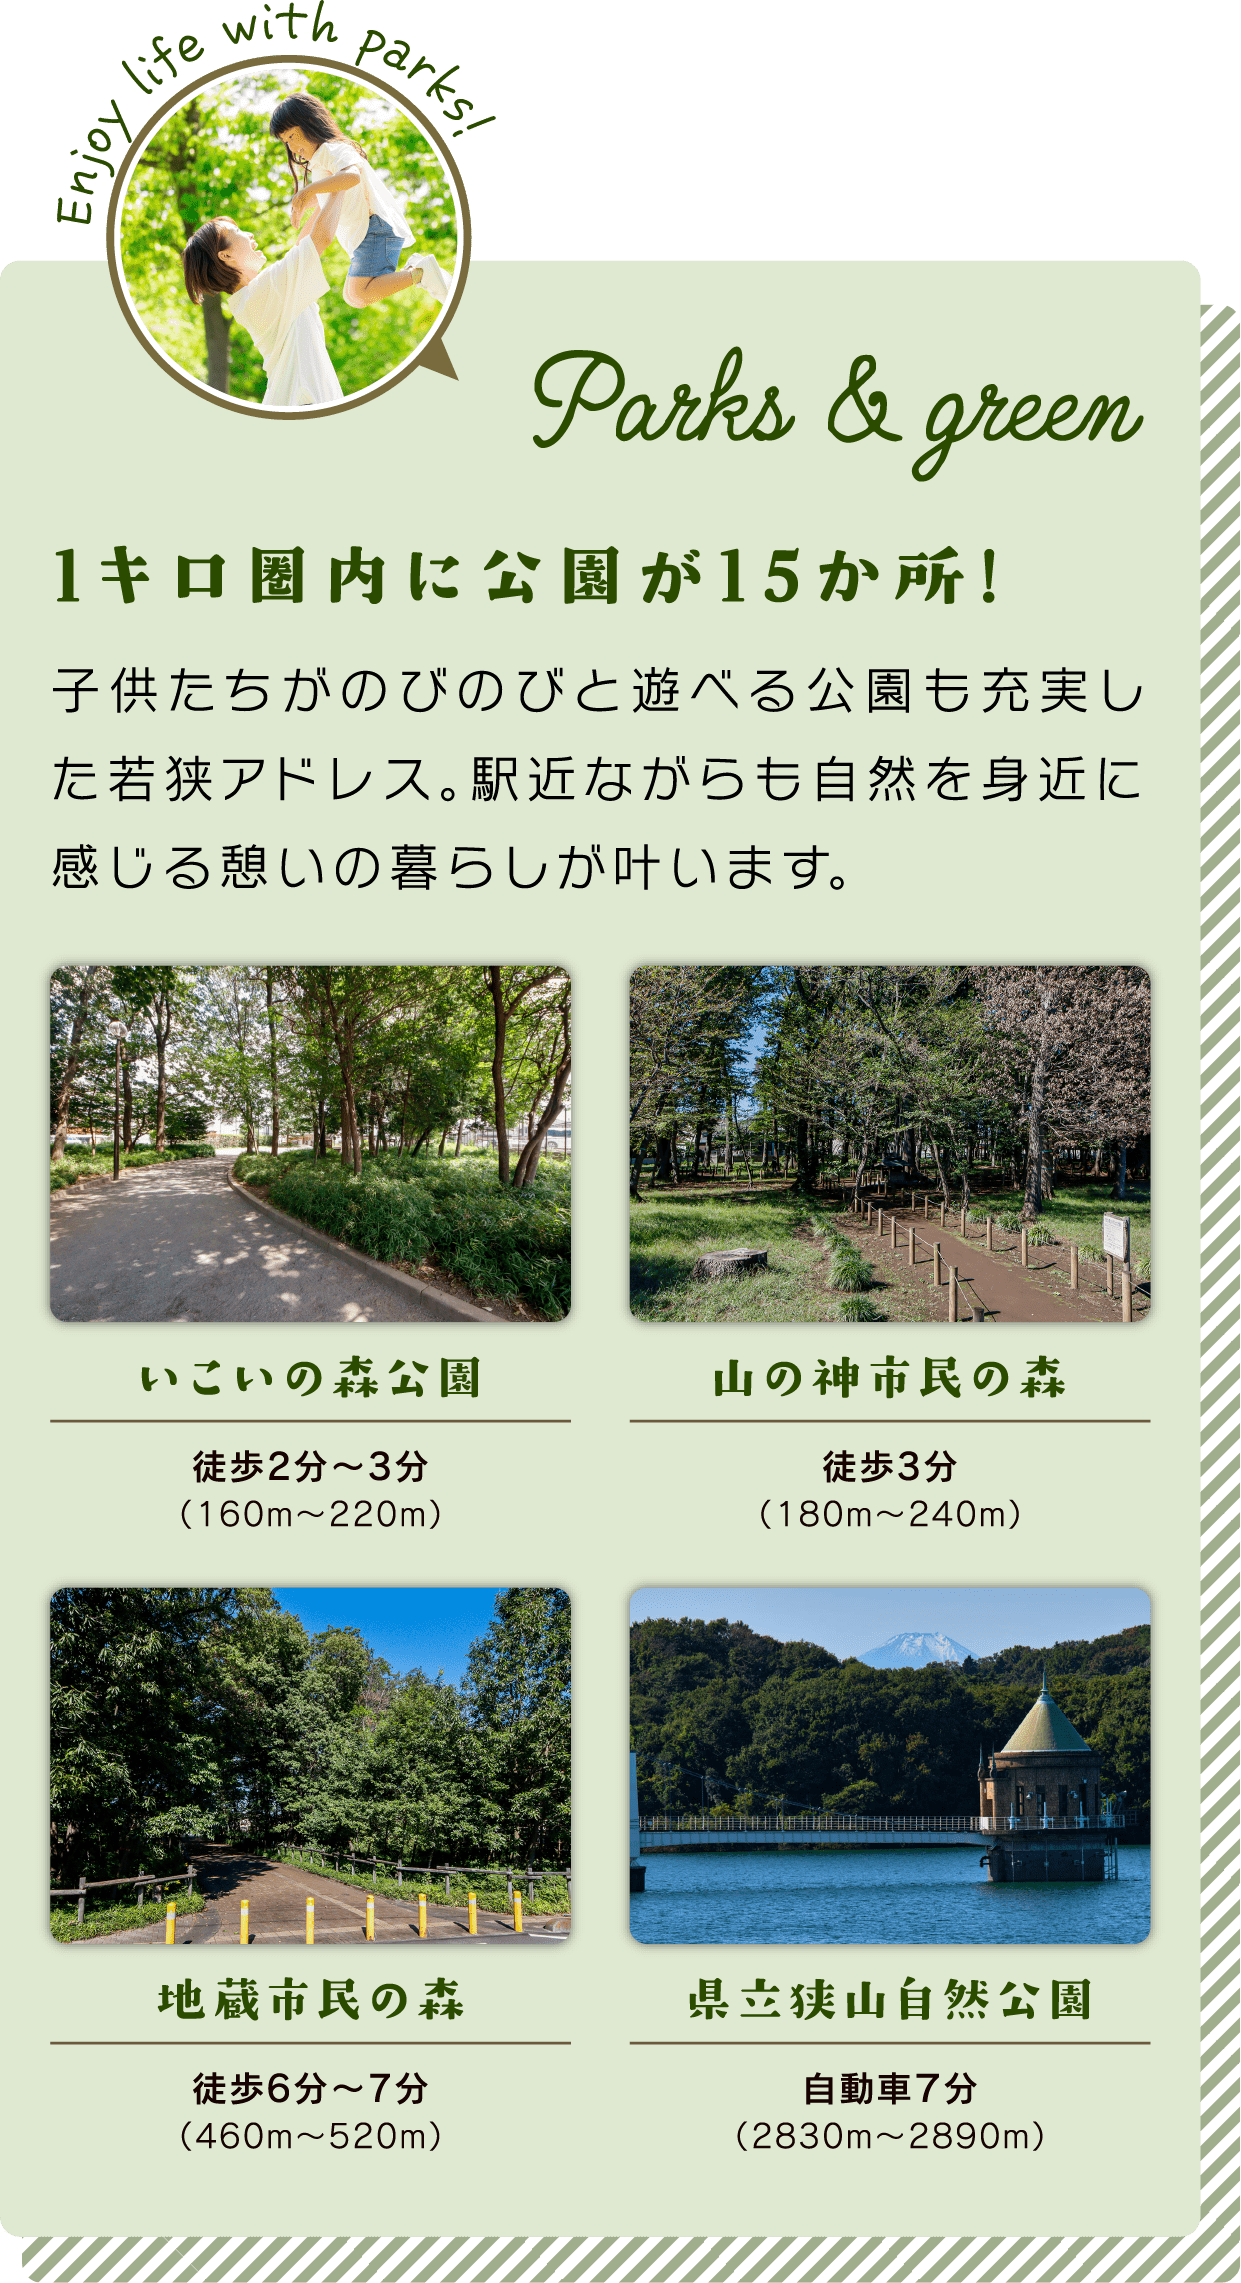 Enjoy life with parks!
Parks & green
1キロ圏内に公園が15か所!
子供たちがのびのびと遊べる公園も充実し
た若狭アドレス。駅近ながらも自然を身近に
感じる憩いの暮らしが叶います。
いこいの森公園
徒歩2分〜3分
（160m〜220m）
山の神市民の森
徒歩3分
（180m〜240m）
地蔵市民の森
徒歩6分〜7分
（460m〜520m）
県立狭山自然公園
自動車7分
（2830m〜2890m）